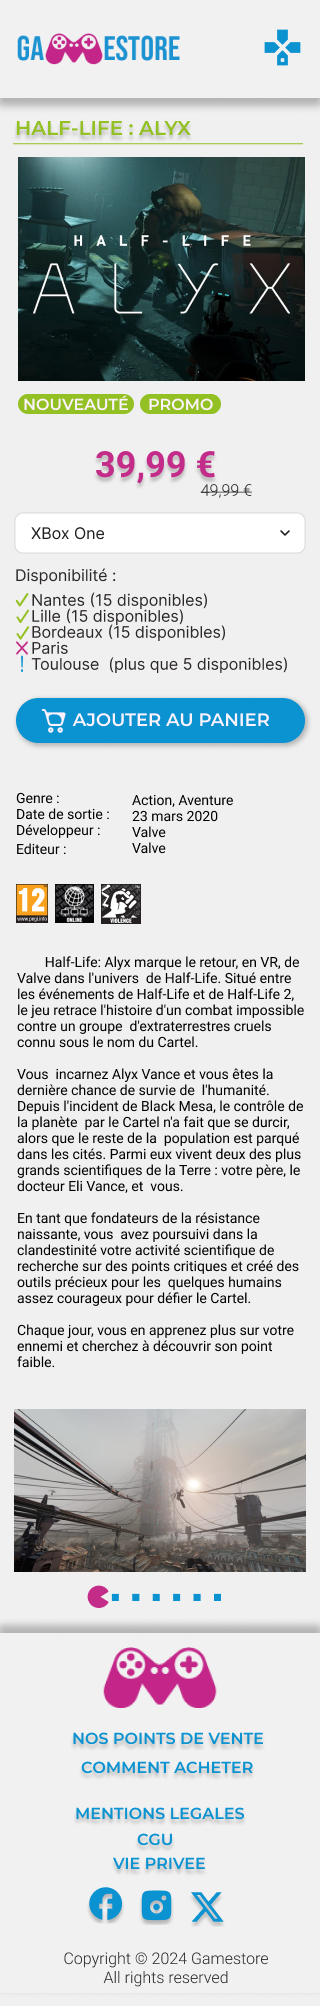 GAMESTORE
HALF-LIFE : ALYX
HALF-LIFE
ALYX
NOUVEAUTÉ PROMO
39,99 €
49,99 €
XBox One
Disponibilité :
Nantes (15 disponibles)
Lille (15 disponibles)
Bordeaux (15 disponibles)
Paris
Toulouse (plus que 5 disponibles)
AJOUTER AU PANIER
Genre : Action, Aventure
Date de sortie : 23 mars 2020
Développeur : Valve
Editeur : Valve
12
www.pegi.info
ONLINE
VIOLENCE
Half-Life: Alyx marque le retour, en VR, de
Valve dans l'univers de Half-Life. Situé entre
les événements de Half-Life et de Half-Life 2,
le jeu retrace l'histoire d'un combat impossible
contre un groupe d'extraterrestres cruels
connu sous le nom du Cartel.
Vous incarnez Alyx Vance et vous êtes la
dernière chance de survie de l'humanité.
Depuis l'incident de Black Mesa, le contrôle de
la planète par le Cartel n'a fait que se durcir,
alors que le reste de la population est parqué
dans les cités. Parmi eux vivent deux des plus
grands scientifiques de la Terre : votre père, le
docteur Eli Vance, et vous.
En tant que fondateurs de la résistance
naissante, vous avez poursuivi dans la
clandestinité votre activité scientifique de
recherche sur des points critiques et créé des
outils précieux pour les quelques humains
assez courageux pour défier le Cartel.
Chaque jour, vous en apprenez plus sur votre
ennemi et cherchez à découvrir son point
faible.
NOS POINTS DE VENTE
COMMENT ACHETER
MENTIONS LEGALES
CGU
VIE PRIVEE
Copyright © 2024 Gamestore
All rights reserved